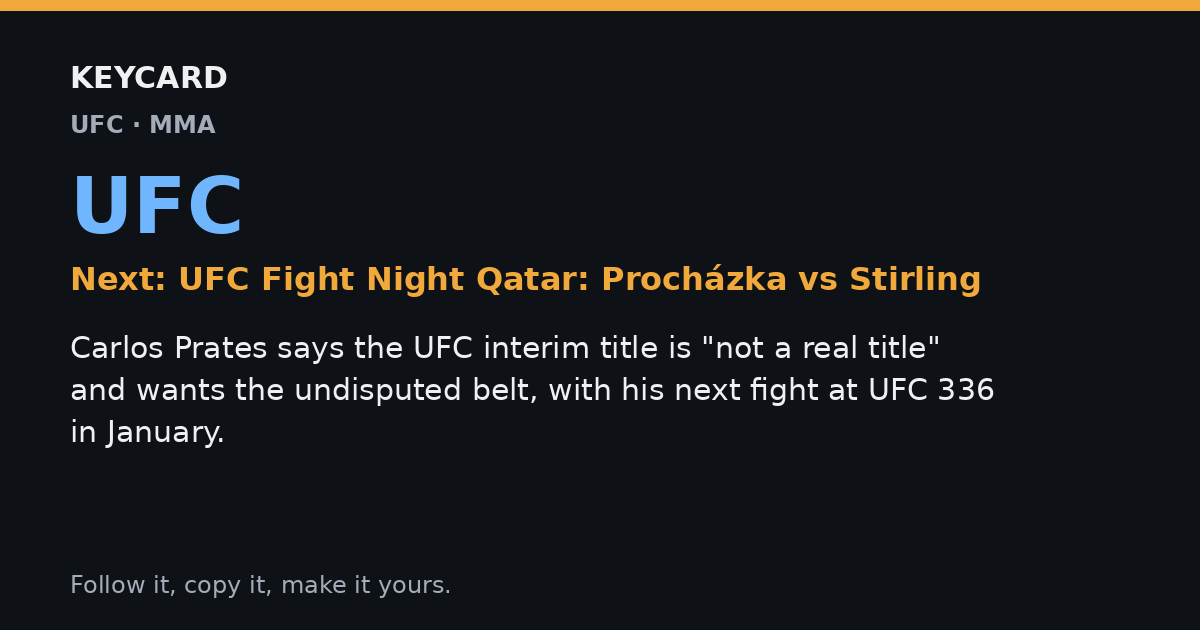 KEYCARD
UFC · MMA
UFC
Next: UFC Fight Night Qatar: Procházka vs Stirling
Carlos Prates says the UFC interim title is "not a real title"
and wants the undisputed belt, with his next fight at UFC 336
in January.
Follow it, copy it, make it yours.